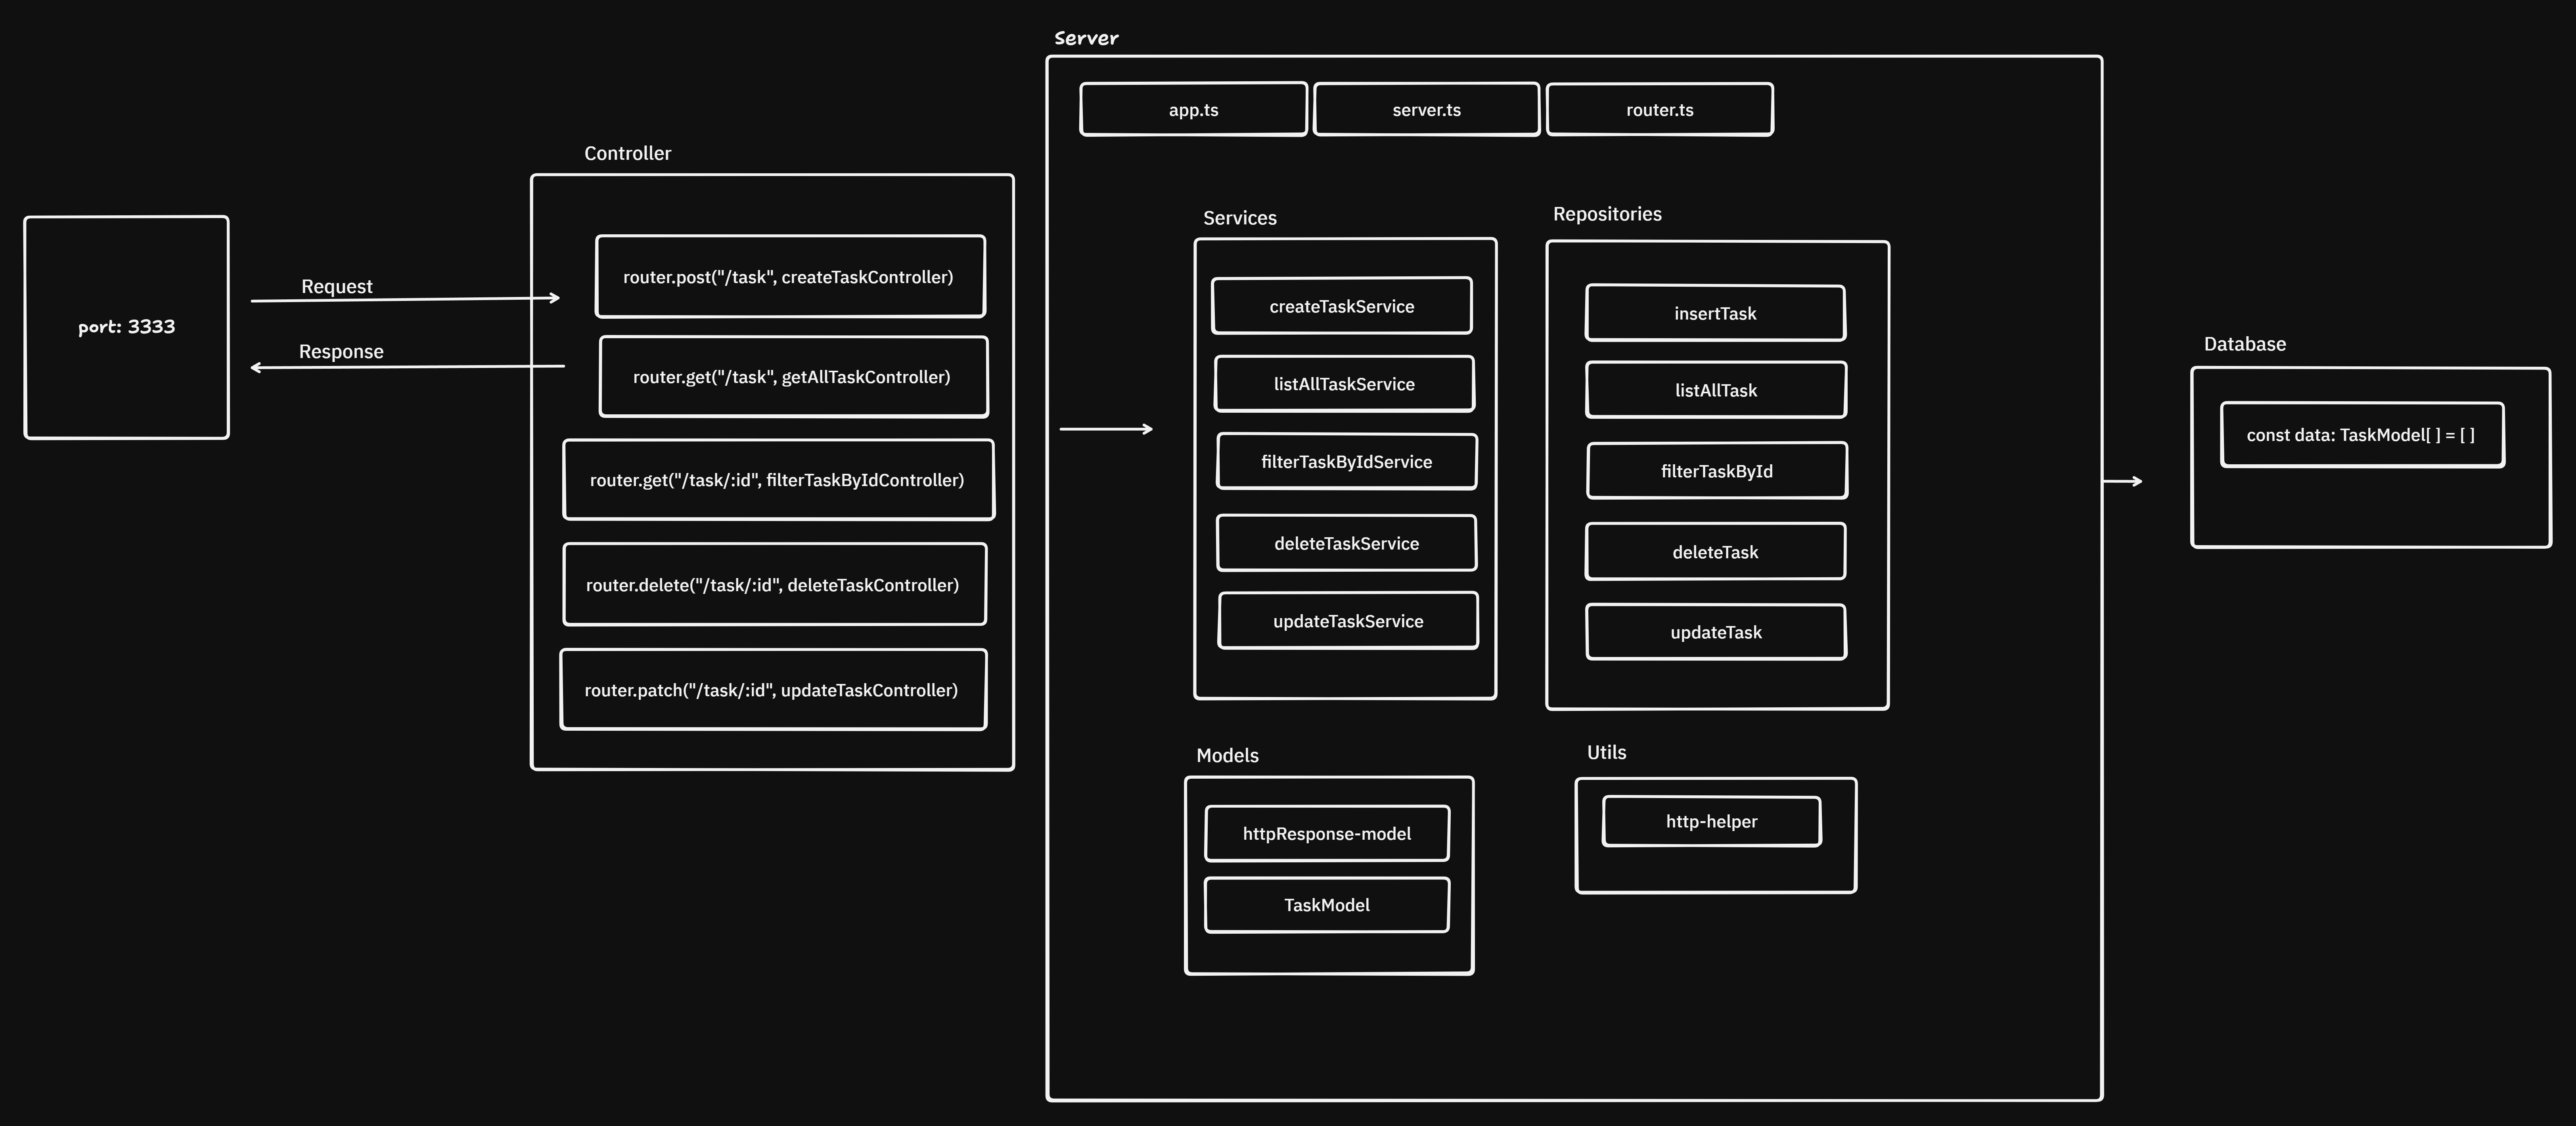 Server
app.ts
server.ts
router.ts
Controller
port: 3333
Request
Response
router.post("/task", createTaskController)
router.get("/task", getAllTaskController)
router.get("/task/:id", filterTaskByIdController)
router.delete("/task/:id", deleteTaskController)
router.patch("/task/:id", updateTaskController)
Services
createTaskService
listAllTaskService
filterTaskByIdService
deleteTaskService
updateTaskService
Repositories
insertTask
listAllTask
filterTaskById
deleteTask
updateTask
Models
httpResponse-model
TaskModel
Utils
http-helper
Database
const data: TaskModel[ ] = [ ]